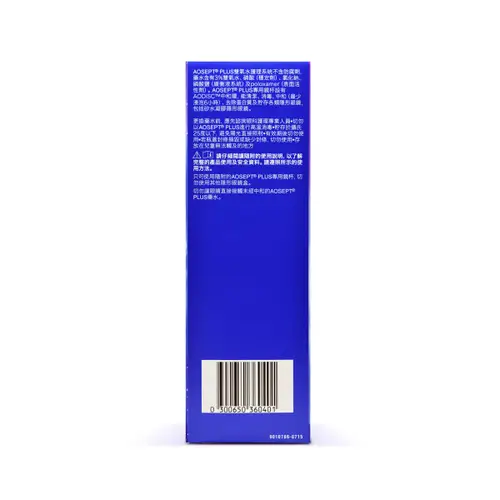 AOSEPT® PLUS雙氧水護理系統不含防腐劑,
藥水含有3%雙氧水, 磷酸 (穩定劑), 氯化鈉,
磷酸鹽 (緩衝液系統) 及poloxamer (表面活
性劑)。AOSEPT® PLUS專用鏡杯設有
AODISC™中和環, 能清潔, 消毒, 中和 (最少
浸泡6小時), 去除蛋白質及貯存各類隱形眼鏡,
包括矽水凝膠隱形眼鏡。
更換藥水前, 應先諮詢眼科護理專業人員•切勿
以AOSEPT® PLUS進行高溫消毒•貯存於攝氏
25度以下, 避免陽光直接照射•有效期後切勿使
用•若瓶蓋封條損毀或缺少封條, 切勿使用•存
放在兒童無法觸及的地方
請仔細閱讀隨附的使用說明, 以了解
完整的產品使用及安全資料。請遵照所示的使
用方法。
只可使用隨附的AOSEPT® PLUS專用鏡杯, 切
勿使用其他隱形眼鏡盒。
切勿讓眼睛直接接觸未經中和的AOSEPT®
PLUS藥水。
0 300650 360401
9010106-0715